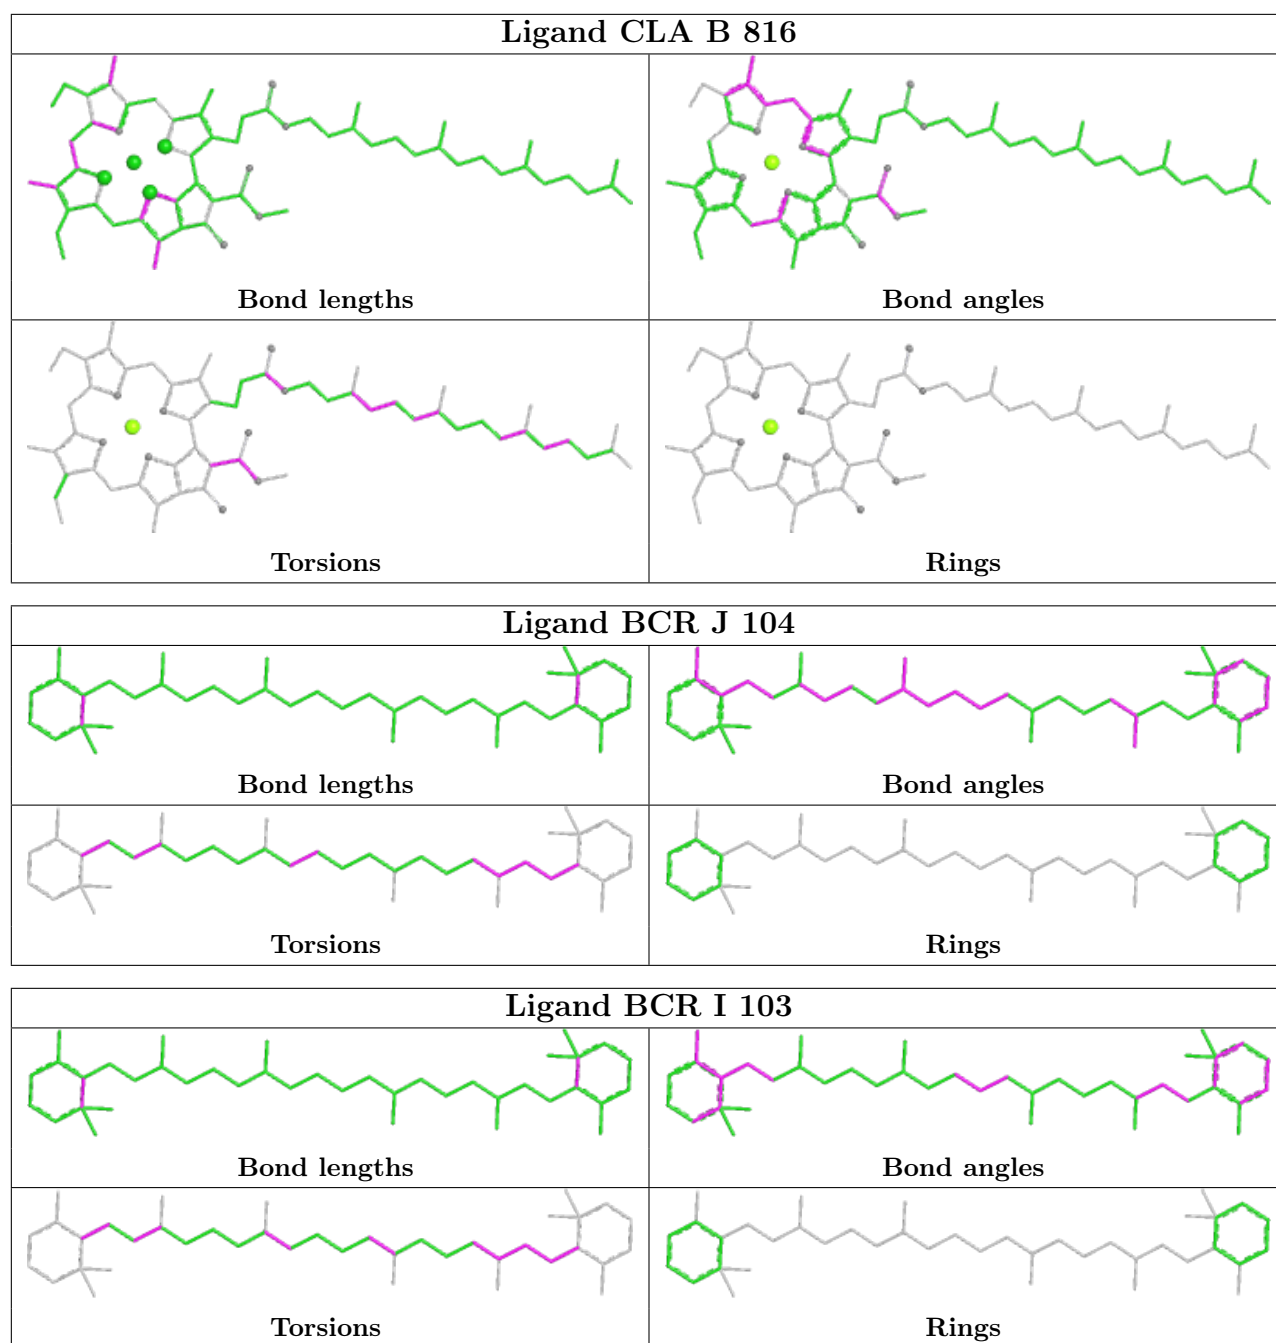 Ligand CLA B 816
Bond lengths
Bond angles
Torsions
Rings
Ligand BCR J 104
Bond lengths
Bond angles
Torsions
Rings
Ligand BCR I 103
Bond lengths
Bond angles
Torsions
Rings